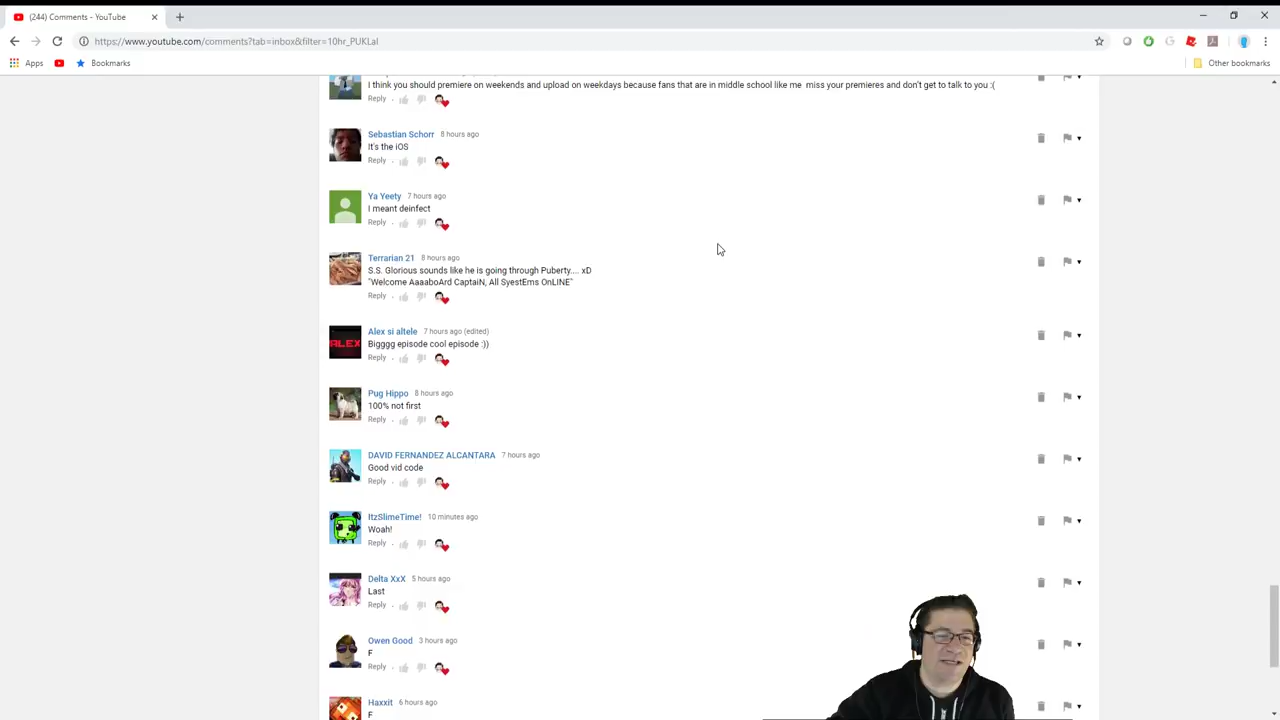 (244) Comments - YouTube
https://www.youtube.com/comments?tab=inbox&filter=10hr_PUKLaI
Apps
Bookmarks
Other bookmarks
I think you should premiere on weekends and upload on weekdays because fans that are in middle school like me miss your premieres and don't get to talk to you :(
Reply
Sebastian Schorr 8 hours ago
It's the iOS
Reply
Ya Yeety 7 hours ago
I meant deinfect
Reply
Terrarian 21 8 hours ago
S.S. Glorious sounds like he is going through Puberty.... xD
"Welcome AaaaboArd CaptaiN, All SyestEms OnLINE"
Reply
Alex si altele 7 hours ago (edited)
ALEX
Bigggg episode cool episode :))
Reply
Pug Hippo 8 hours ago
100% not first
Reply
DAVID FERNANDEZ ALCANTARA 7 hours ago
Good vid code
Reply
ItzSlimeTime! 10 minutes ago
Woah!
Reply
Delta XxX 5 hours ago
Last
Reply
Owen Good 3 hours ago
F
Reply
Haxxit 6 hours ago
F